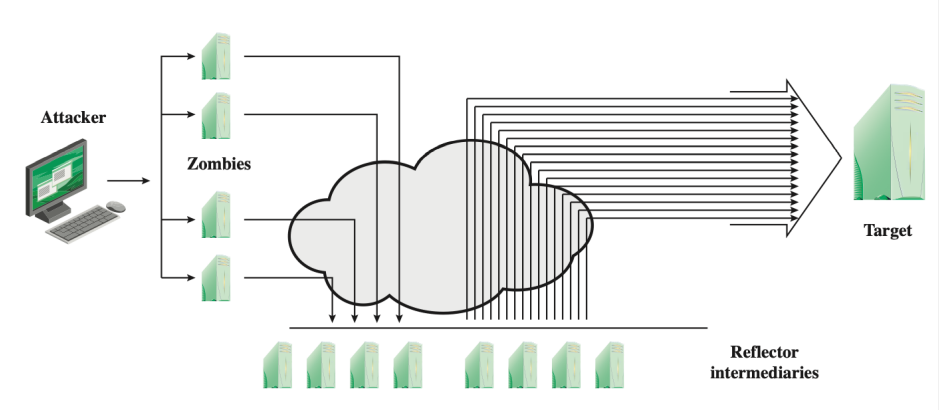 Attacker
Zombies
Target
Reflector
intermediaries